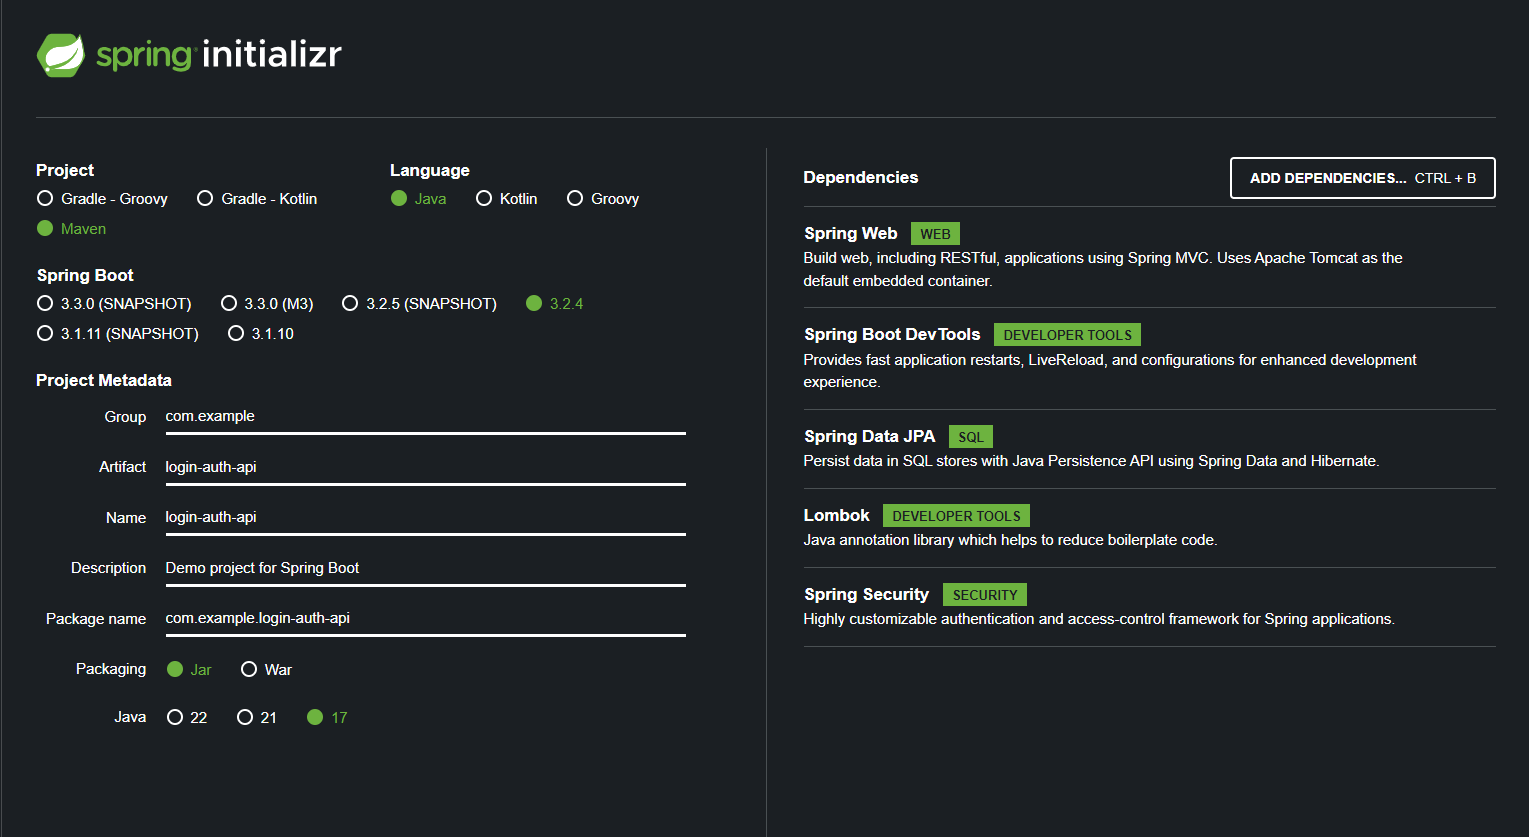 spring initializr
Project
Gradle - Groovy Gradle - Kotlin
Maven
Language
Java Kotlin Groovy
Spring Boot
3.3.0 (SNAPSHOT) 3.3.0 (M3) 3.2.5 (SNAPSHOT) 3.2.4
3.1.11 (SNAPSHOT) 3.1.10
Project Metadata
Group com.example
Artifact login-auth-api
Name login-auth-api
Description Demo project for Spring Boot
Package name com.example.login-auth-api
Packaging Jar War
Java 22 21 17
Dependencies
ADD DEPENDENCIES... CTRL + B
Spring Web WEB
Build web, including RESTful, applications using Spring MVC. Uses Apache Tomcat as the
default embedded container.
Spring Boot DevTools DEVELOPER TOOLS
Provides fast application restarts, LiveReload, and configurations for enhanced development
experience.
Spring Data JPA SQL
Persist data in SQL stores with Java Persistence API using Spring Data and Hibernate.
Lombok DEVELOPER TOOLS
Java annotation library which helps to reduce boilerplate code.
Spring Security SECURITY
Highly customizable authentication and access-control framework for Spring applications.